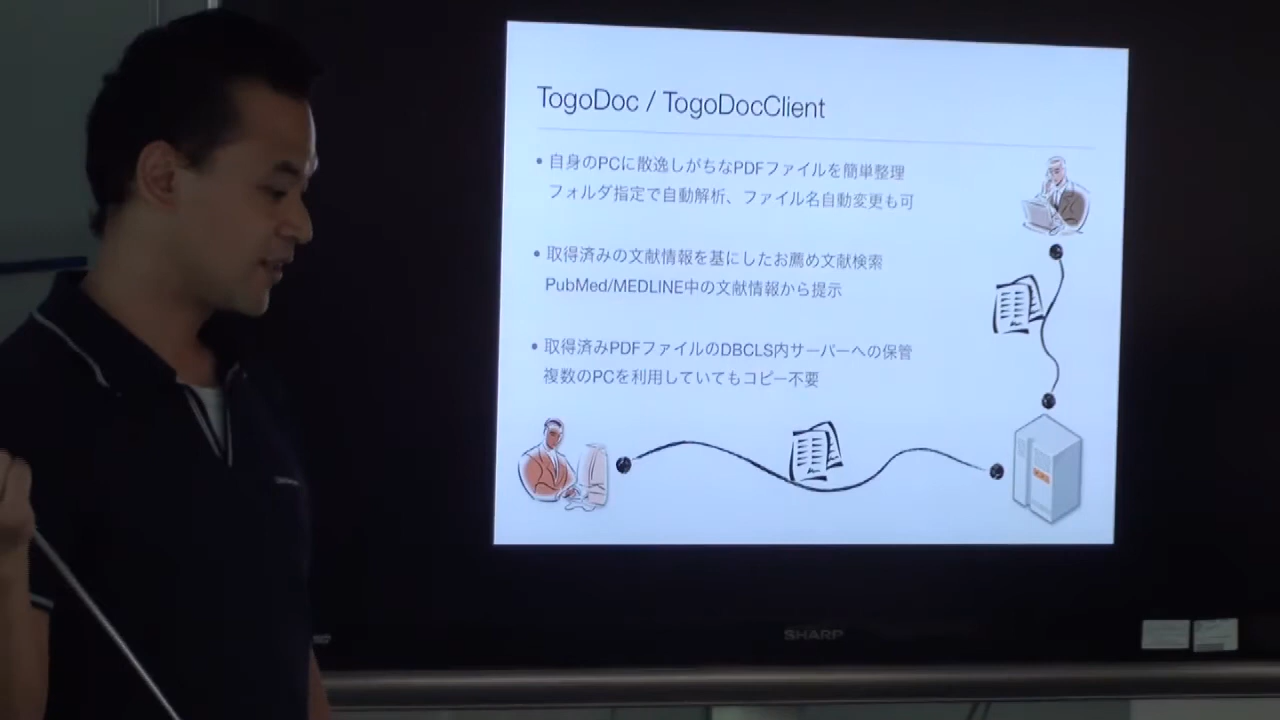 TogoDoc / TogoDocClient
• 自身のPCに散逸しがちなPDFファイルを簡単整理
フォルダ指定で自動解析、ファイル名自動変更も可
• 取得済みの文献情報を基にしたお薦め文献検索
PubMed/MEDLINE中の文献情報から提示
• 取得済みPDFファイルのDBCLS内サーバーへの保管
複数のPCを利用していてもコピー不要
SHARP